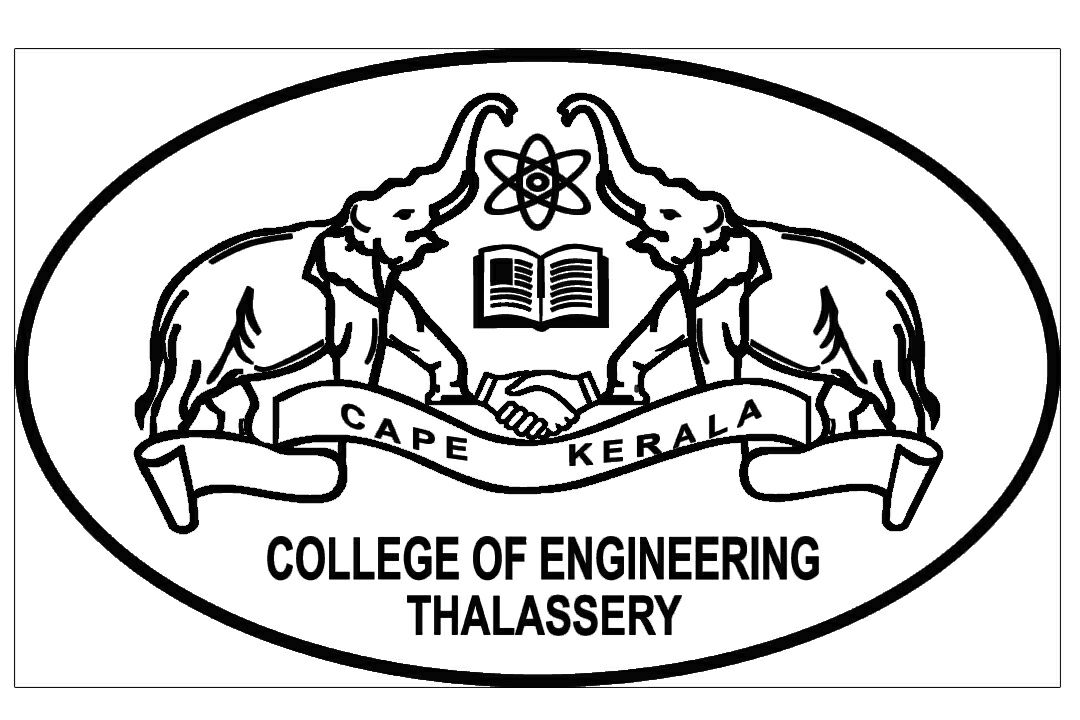 CAPE KERALA
COLLEGE OF ENGINEERING
THALASSERY